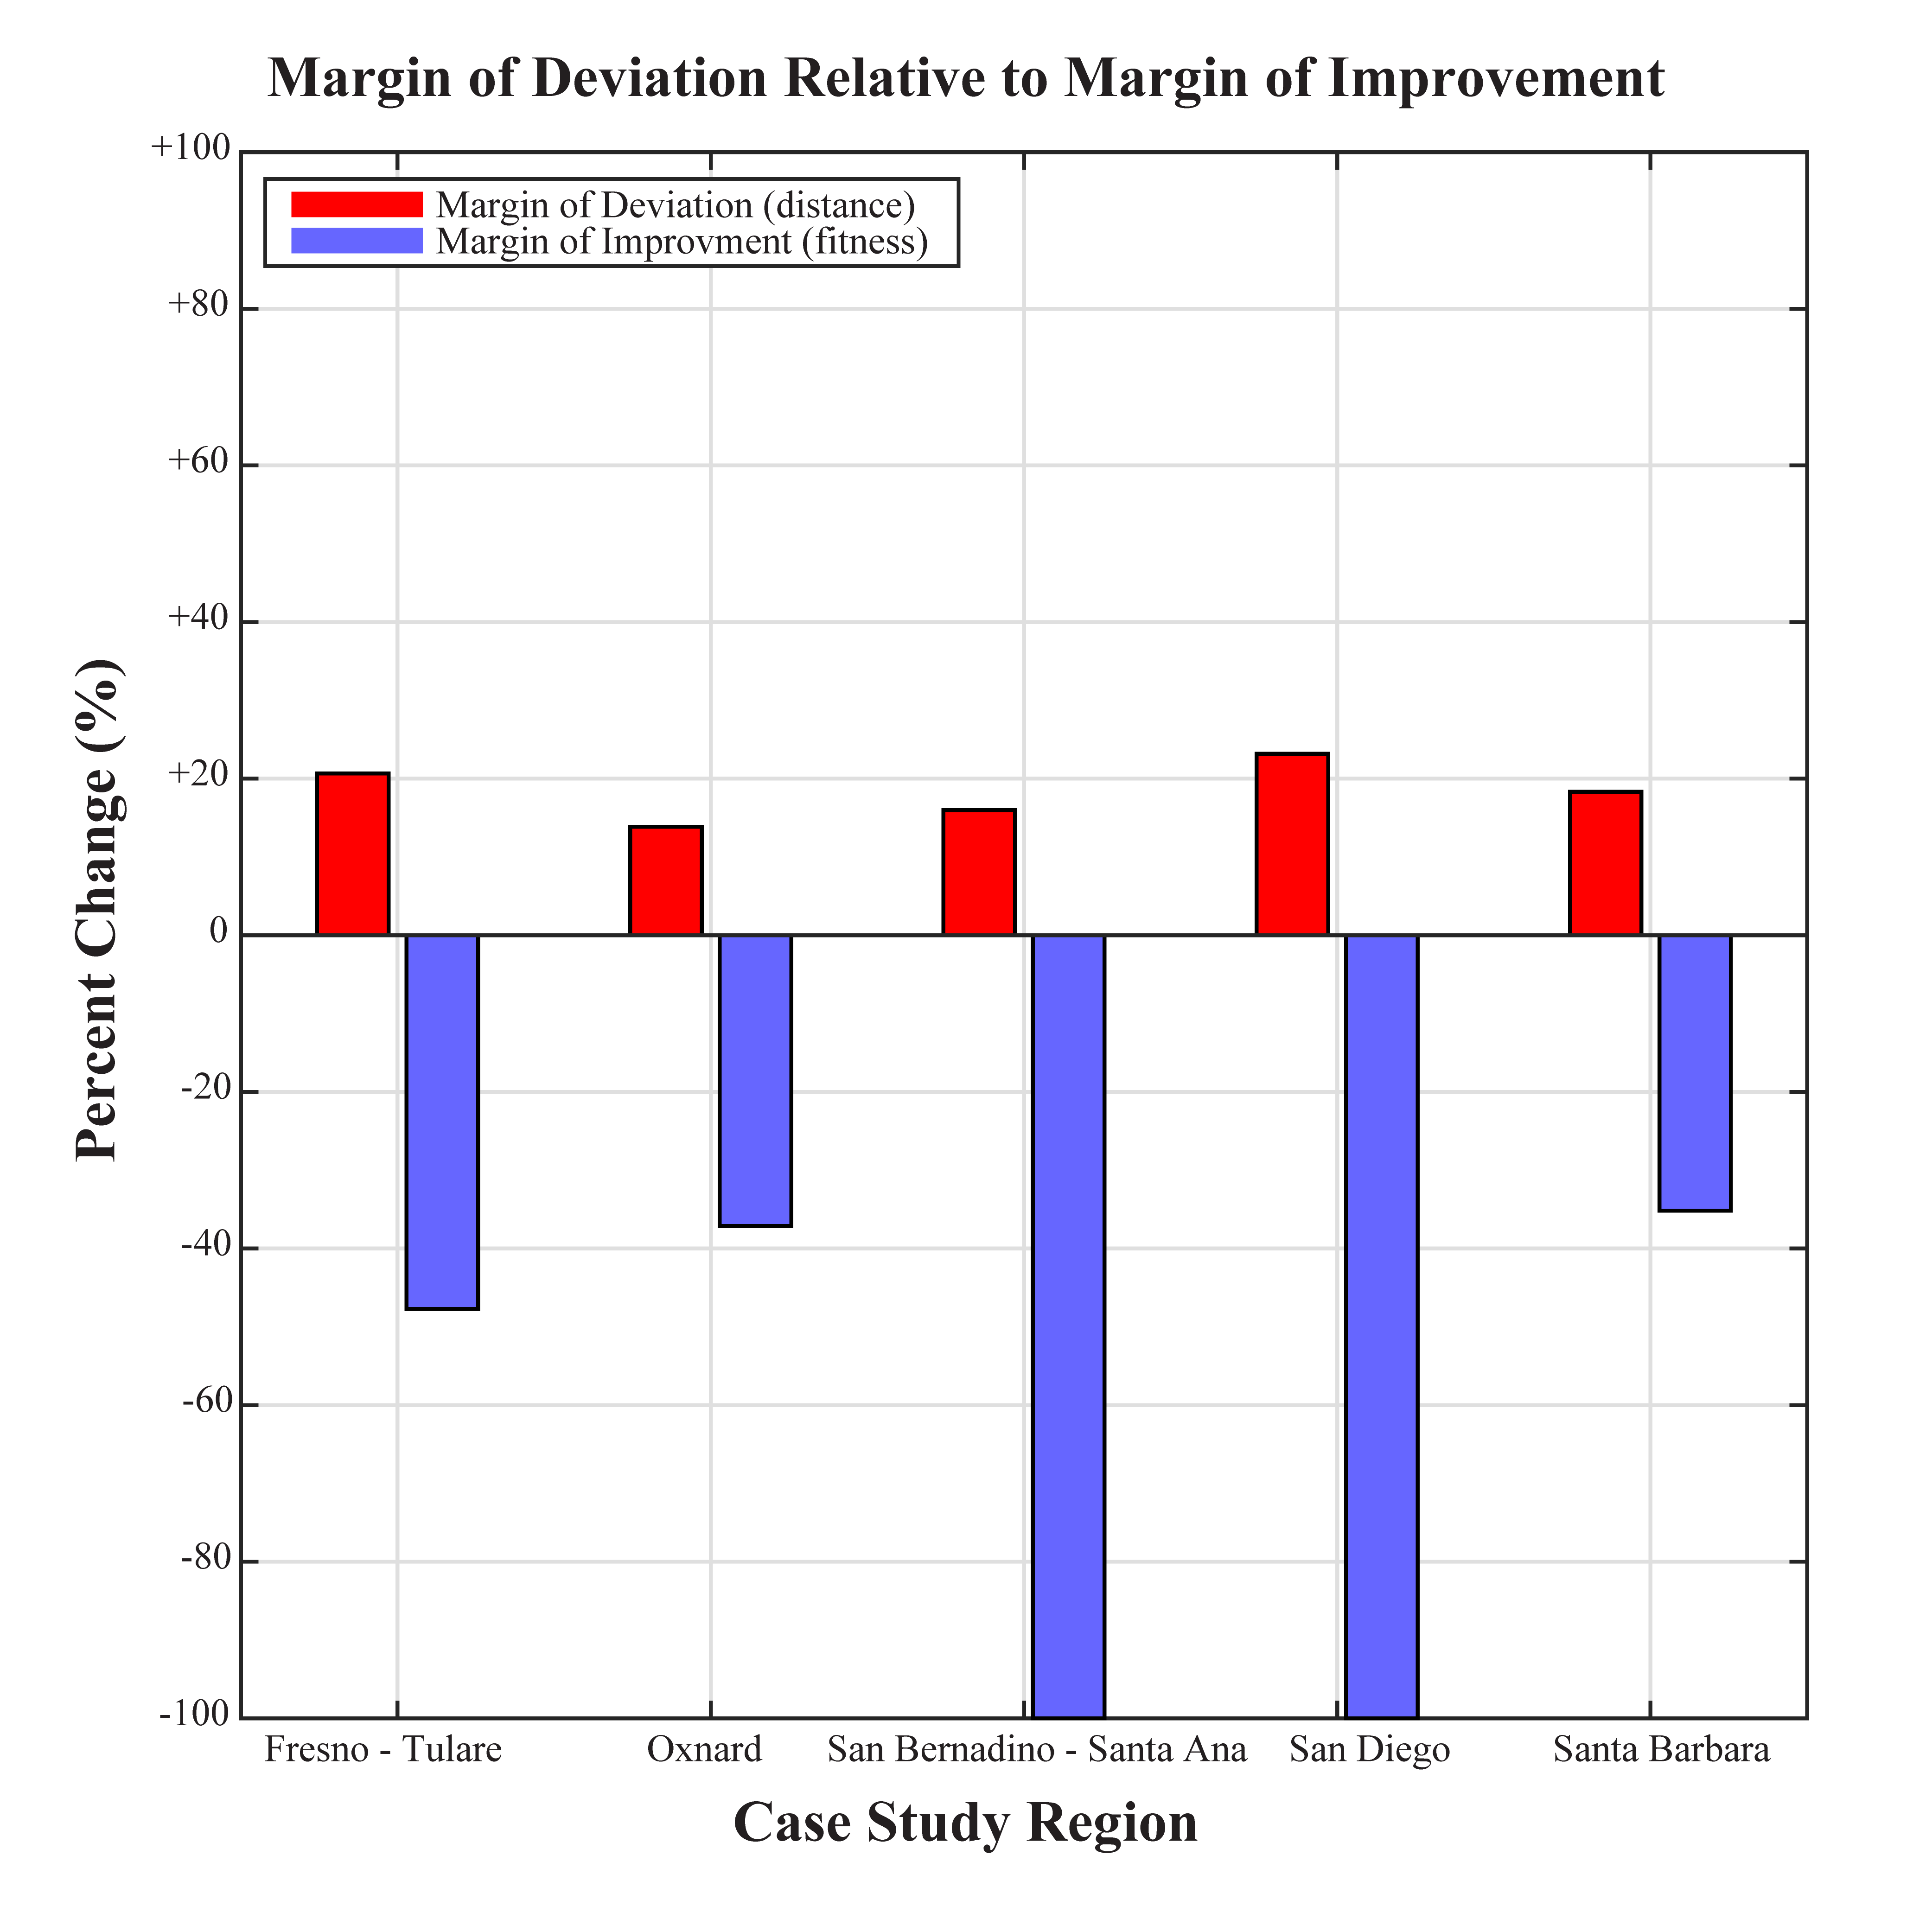 Margin of Deviation Relative to Margin of Improvement
+100
Margin of Deviation (distance)
Margin of Improvment (fitness)
+80
+60
+40
+20
0
-20
-40
-60
-80
-100
Percent Change (%)
Fresno - Tulare Oxnard San Bernadino - Santa Ana San Diego Santa Barbara
Case Study Region